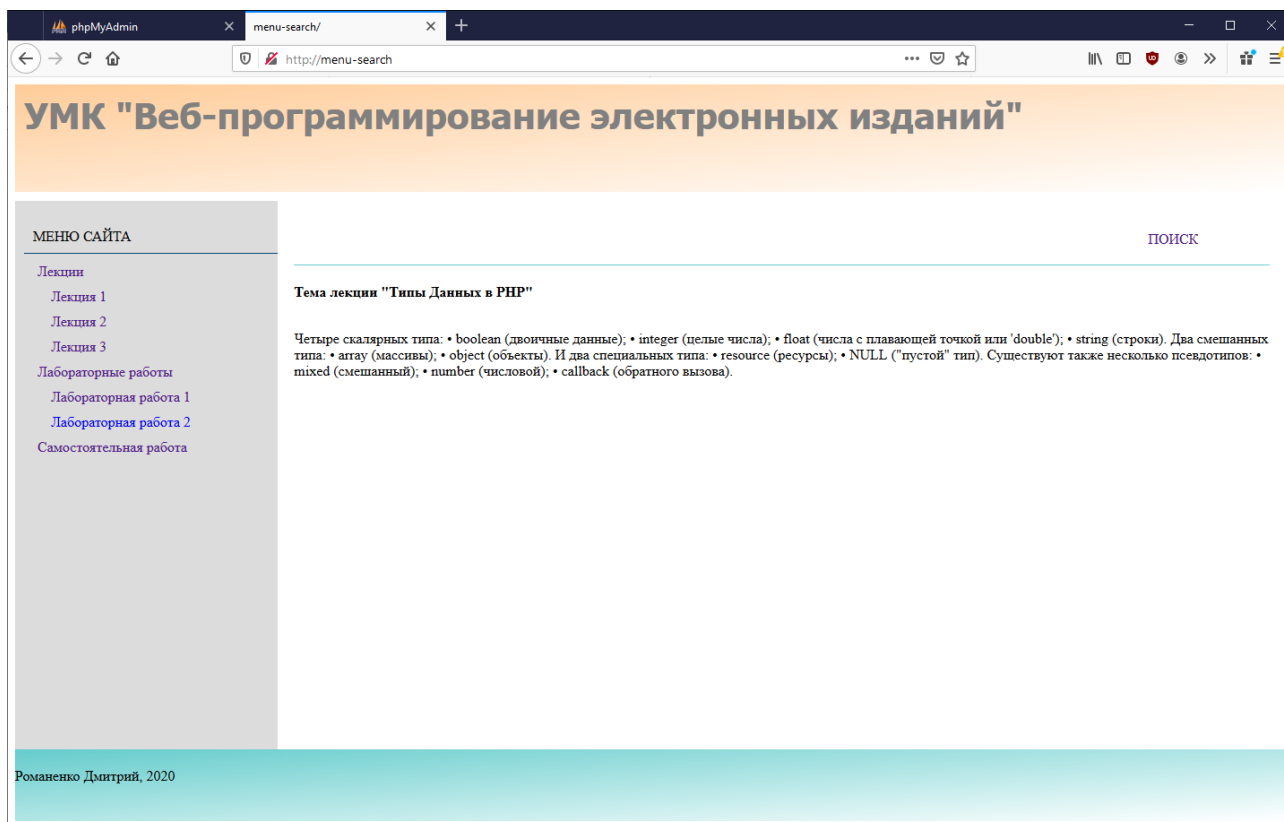 phpMyAdmin
menu-search/
http://menu-search
УМК "Веб-программирование электронных изданий"
МЕНЮ САЙТА
Лекции
Лекция 1
Лекция 2
Лекция 3
Лабораторные работы
Лабораторная работа 1
Лабораторная работа 2
Самостоятельная работа
ПОИСК
Тема лекции "Типы Данных в PHP"
Четыре скалярных типа: • boolean (двоичные данные); • integer (целые числа); • float (числа с плавающей точкой или 'double'); • string (строки). Два смешанных
типа: • array (массивы); • object (объекты). И два специальных типа: • resource (ресурсы); • NULL ("пустой" тип). Существуют также несколько псевдотипов: •
mixed (смешанный); • number (числовой); • callback (обратного вызова).
Романенко Дмитрий, 2020